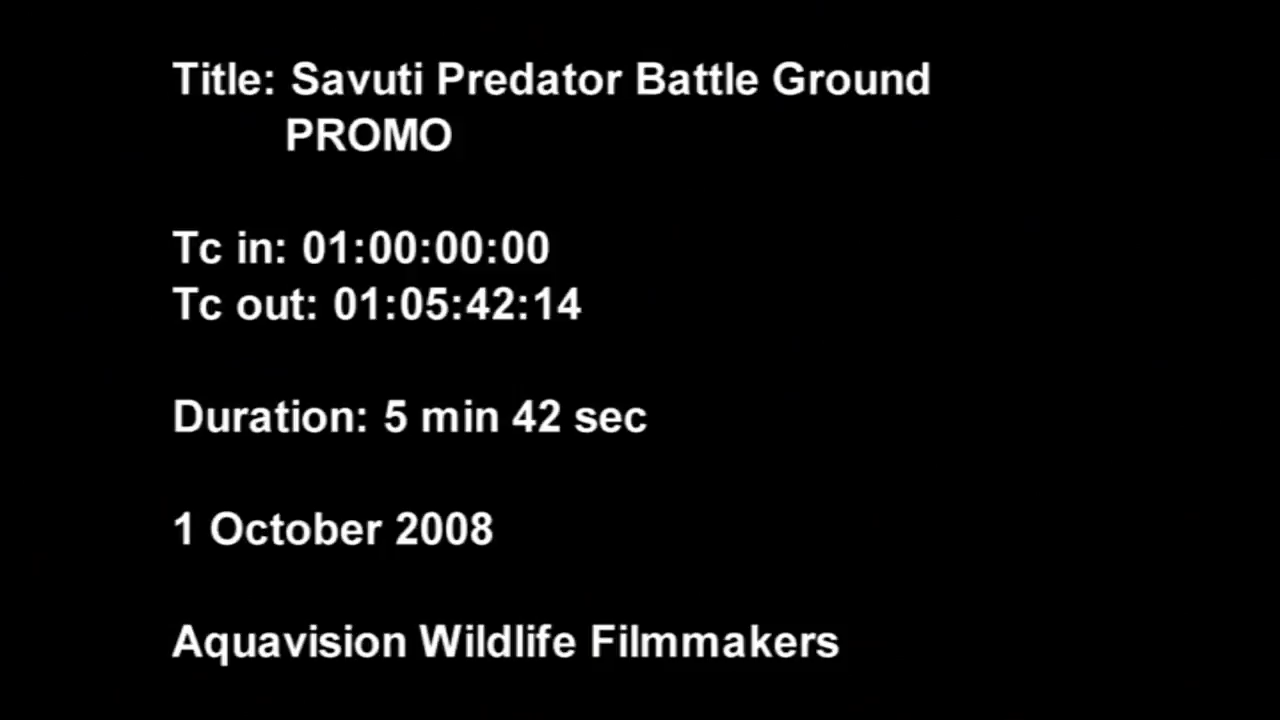 Title: Savuti Predator Battle Ground
PROMO
Tc in: 01:00:00:00
Tc out: 01:05:42:14
Duration: 5 min 42 sec
1 October 2008
Aquavision Wildlife Filmmakers